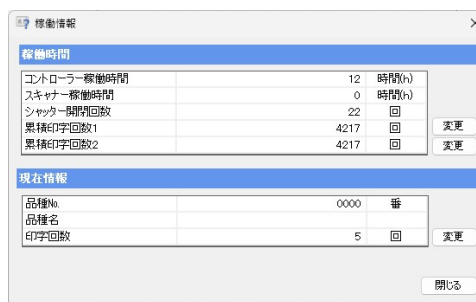 稼働情報
稼働時間
コントローラー稼働時間 12 時間(h)
スキャナー稼働時間 0 時間(h)
シャッター開閉回数 22 回
累積印字回数1 4217 回 変更
累積印字回数2 4217 回 変更
現在情報
品種No. 0000 番
品種名
印字回数 5 回 変更
閉じる